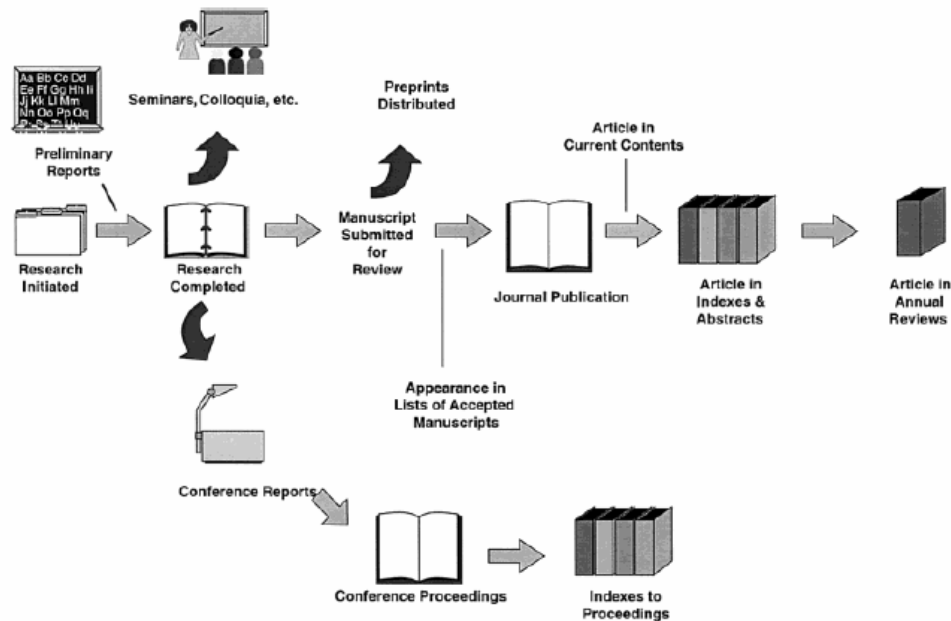 Aa Bb Cc Dd
Ee Ff Gg Hh Ii
Jj Kk Ll Mm
Nn Oo Pp Qq
Seminars, Colloquia, etc.
Preliminary
Reports
Preprints
Distributed
Article in
Current Contents
Research
Initiated
Research
Completed
Manuscript
Submitted
for
Review
Journal Publication
Article in
Indexes &
Abstracts
Article in
Annual
Reviews
Appearance in
Lists of Accepted
Manuscripts
Conference Reports
Conference Proceedings
Indexes to
Proceedings